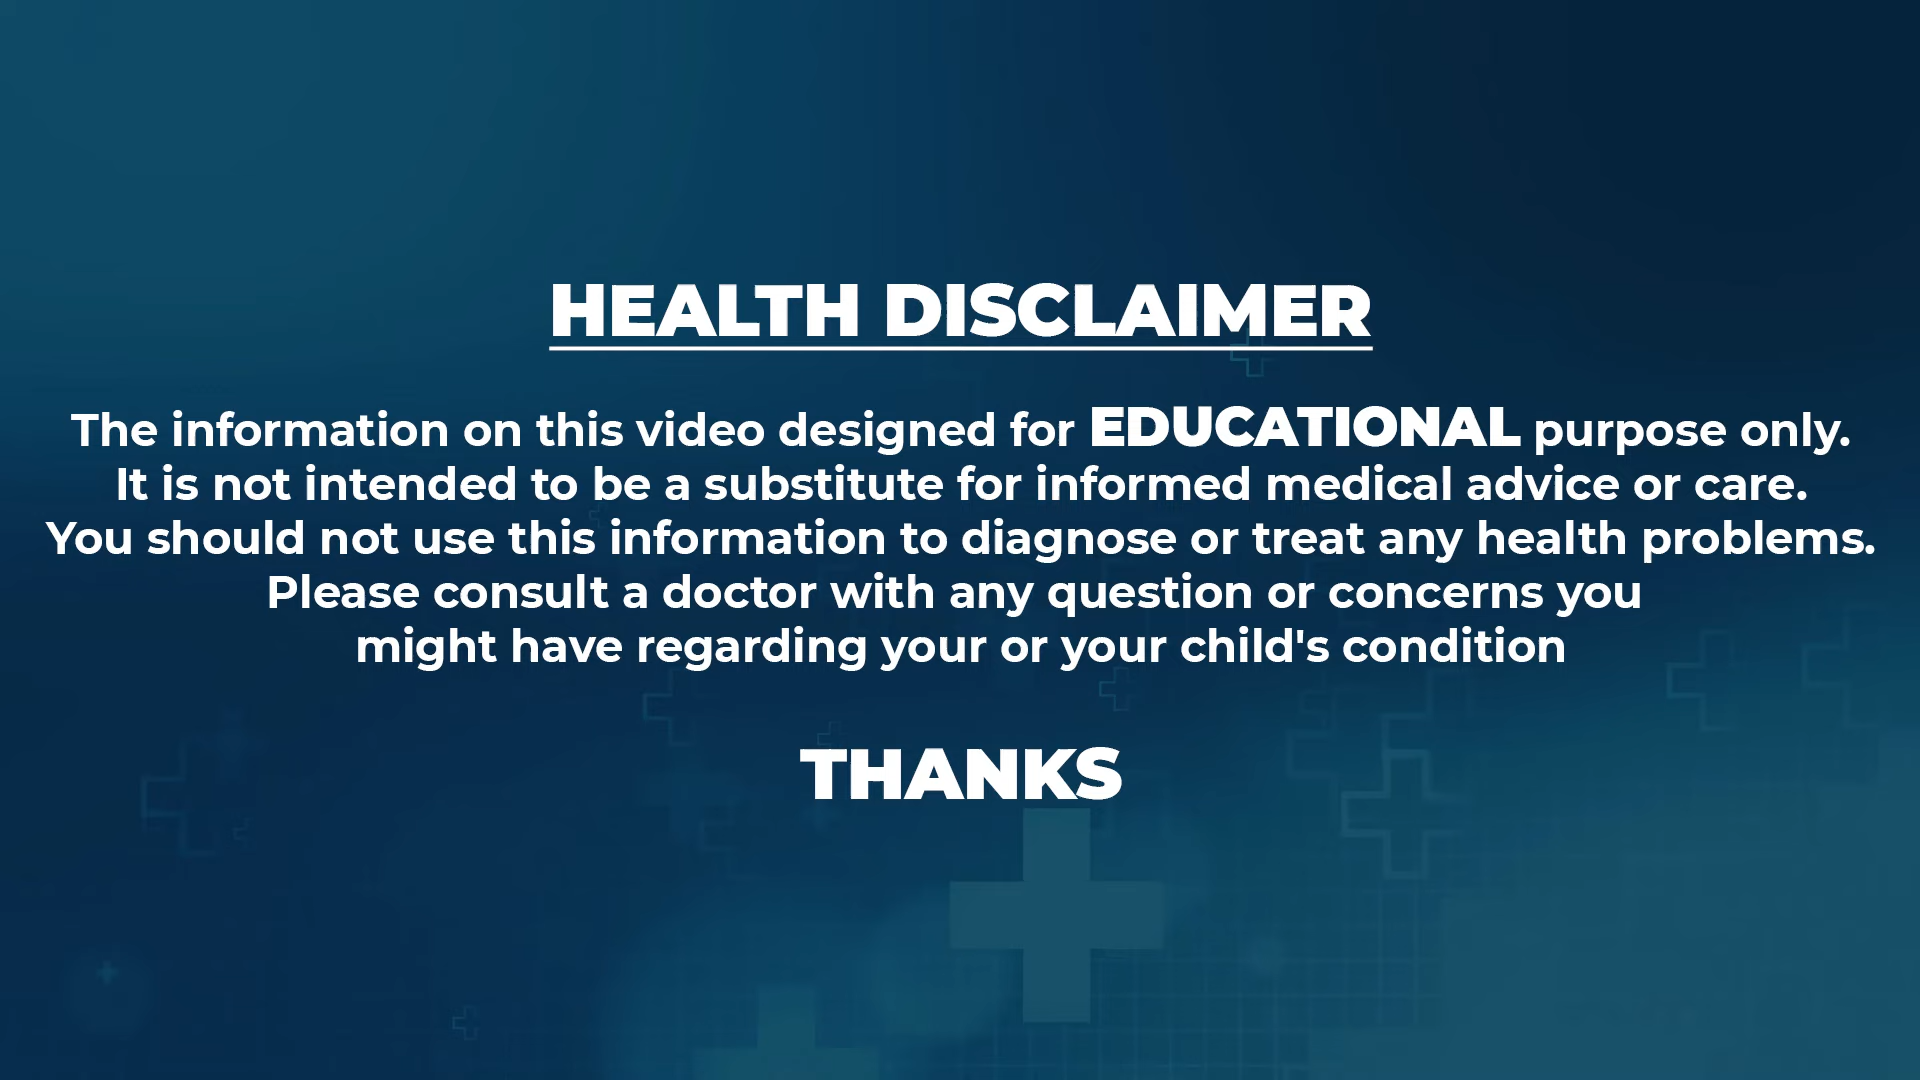 HEALTH DISCLAIMER
The information on this video designed for EDUCATIONAL purpose only.
It is not intended to be a substitute for informed medical advice or care.
You should not use this information to diagnose or treat any health problems.
Please consult a doctor with any question or concerns you
might have regarding your or your child's condition
THANKS